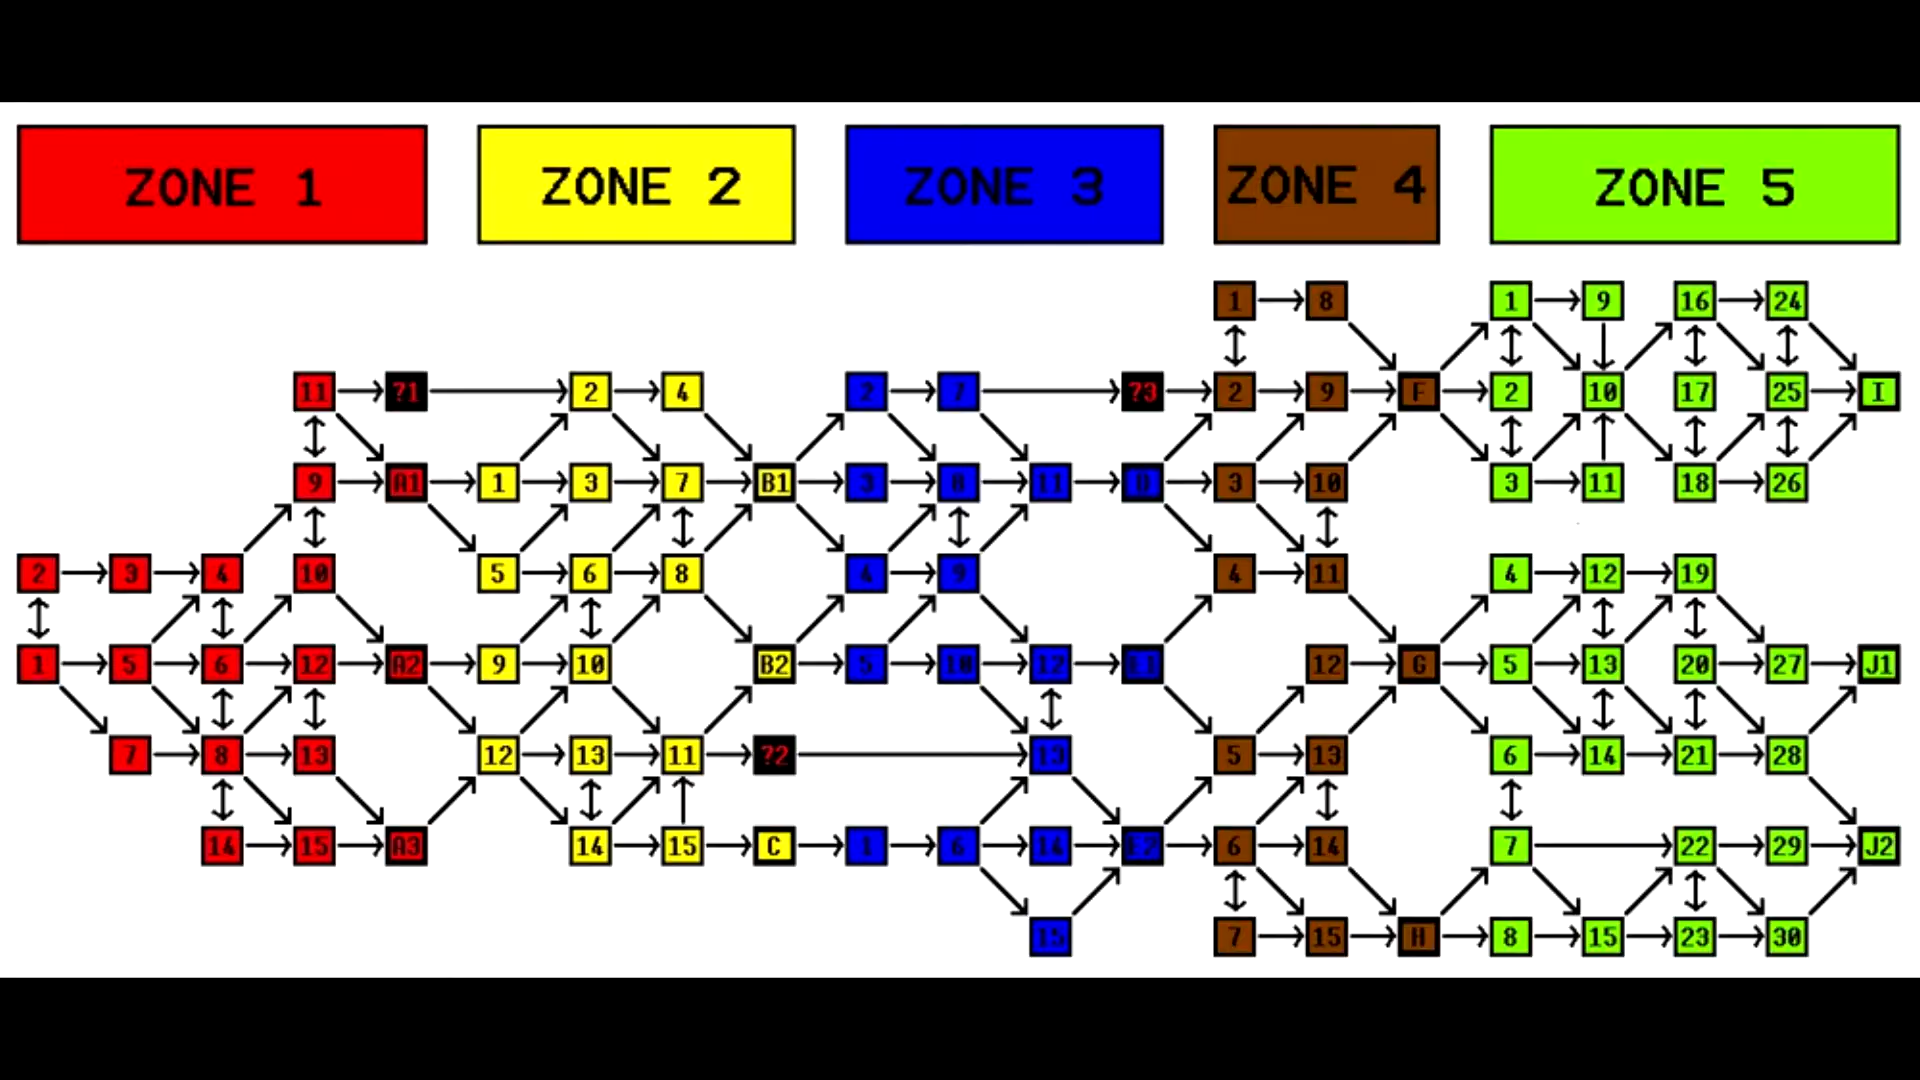 ZONE 1 ZONE 2 ZONE 3 ZONE 4 ZONE 5
1 8 1 9 16 24
11 ?1 2 4 2 7 ?3 2 9 F 2 10 17 25 I
9 A1 1 3 7 B1 3 8 11 D 3 10 3 11 18 26
2 3 4 10 5 6 8 4 9 4 11 4 12 19
1 5 6 12 A2 9 10 B2 5 10 12 E1 12 G 5 13 20 27 J1
7 8 13 12 13 11 ?2 13 5 13 6 14 21 28
14 15 A3 14 15 C 1 6 14 E2 6 14 7 22 29 J2
15 7 15 H 8 15 23 30